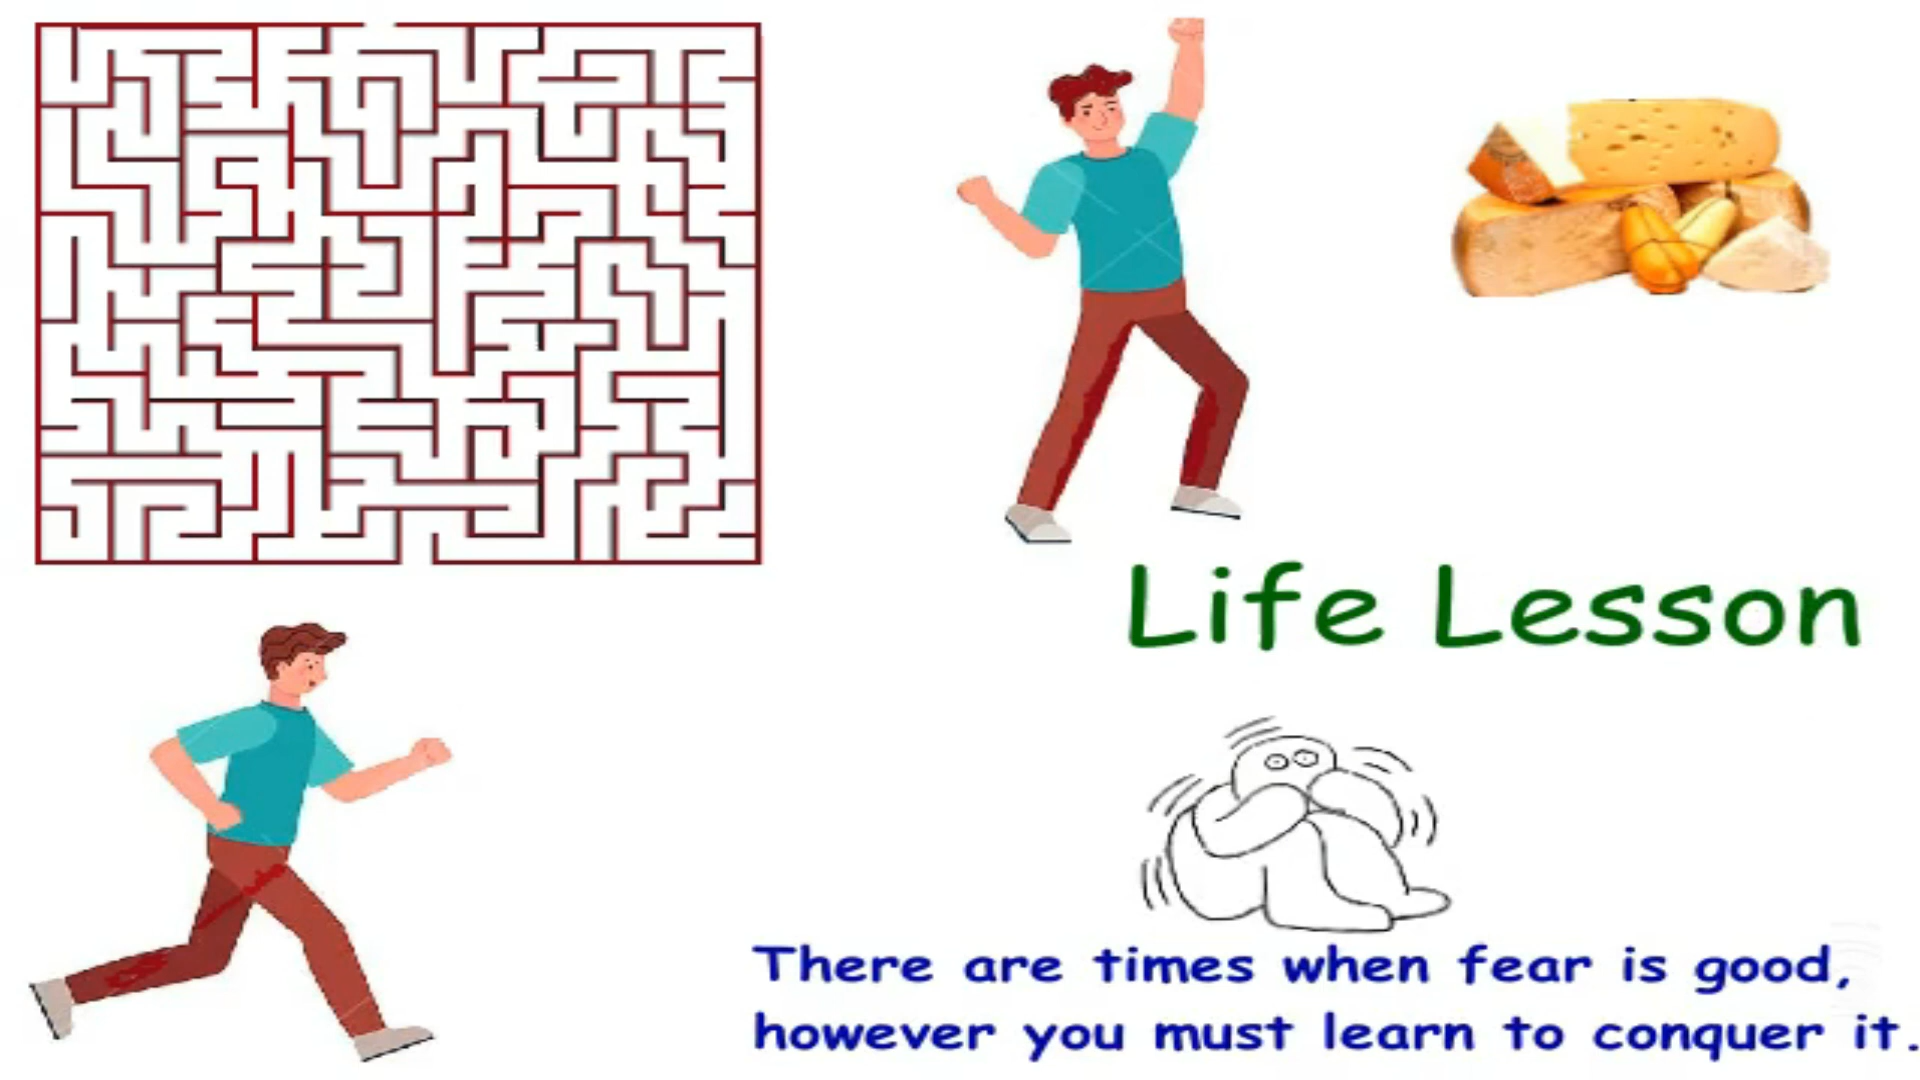 Life Lesson
There are times when fear is good,
however you must learn to conquer it.